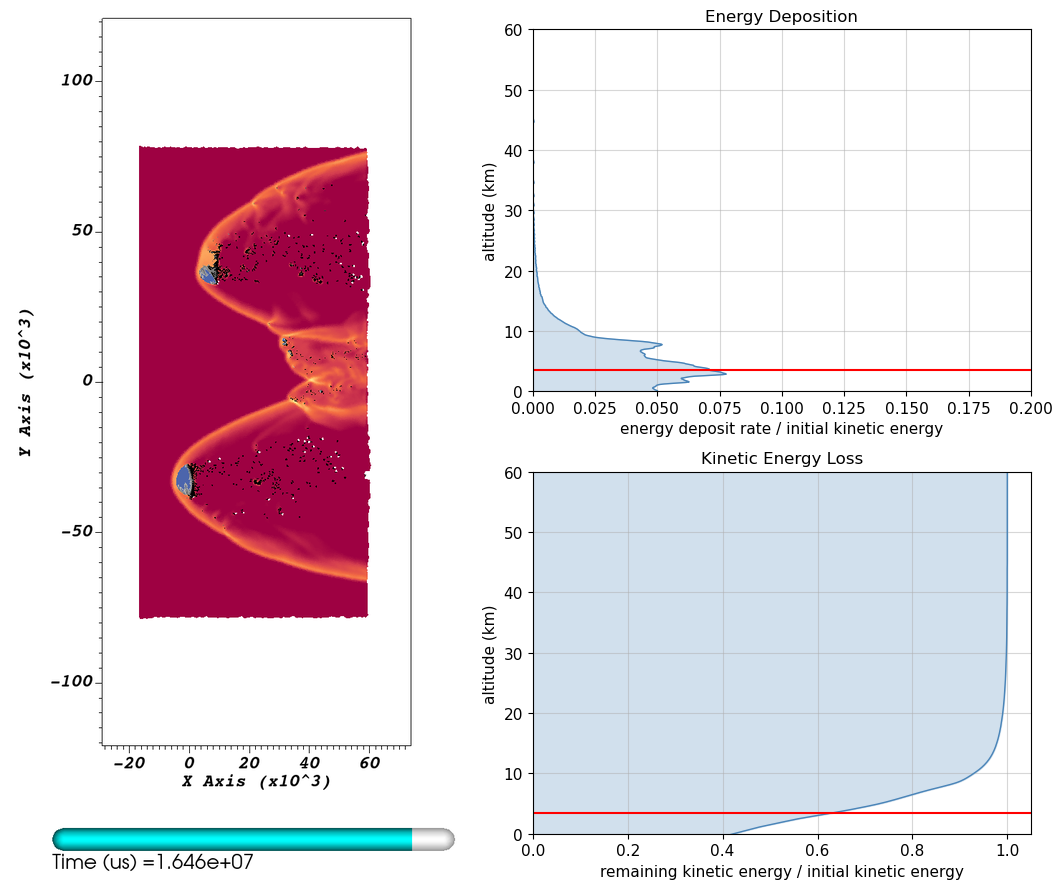 100
50
0
−50
−100
Y Axis (x10^3)
−20 0 20 40 60
X Axis (x10^3)
Time (us) =1.646e+07
Energy Deposition
60
50
40
30
20
10
0
altitude (km)
0.000 0.025 0.050 0.075 0.100 0.125 0.150 0.175 0.200
energy deposit rate / initial kinetic energy
Kinetic Energy Loss
60
50
40
30
20
10
0
altitude (km)
0.0 0.2 0.4 0.6 0.8 1.0
remaining kinetic energy / initial kinetic energy